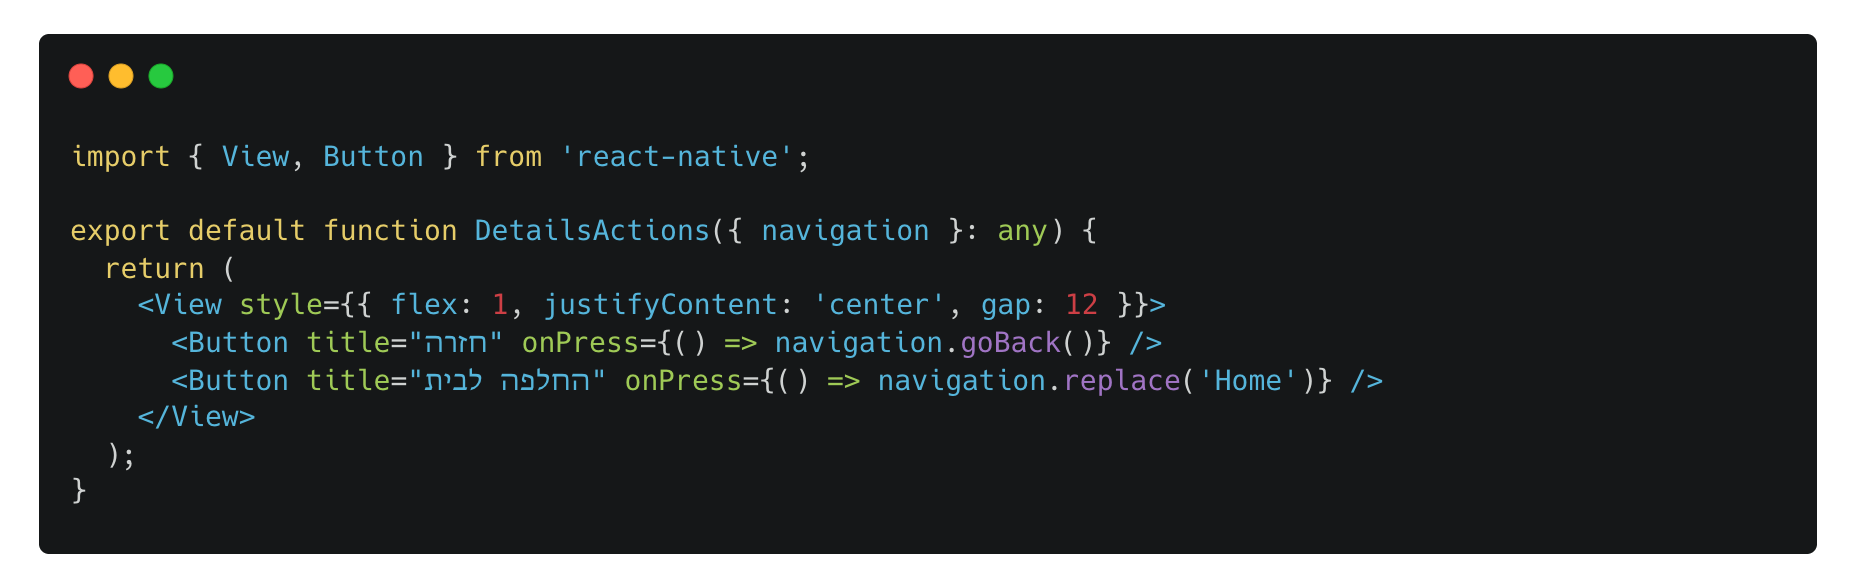 import { View, Button } from 'react-native';

export default function DetailsActions({ navigation }: any) {
  return (
    <View style={{ flex: 1, justifyContent: 'center', gap: 12 }}>
      <Button title="חזרה" onPress={() => navigation.goBack()} />
      <Button title="החלפה לבית" onPress={() => navigation.replace('Home')} />
    </View>
  );
}